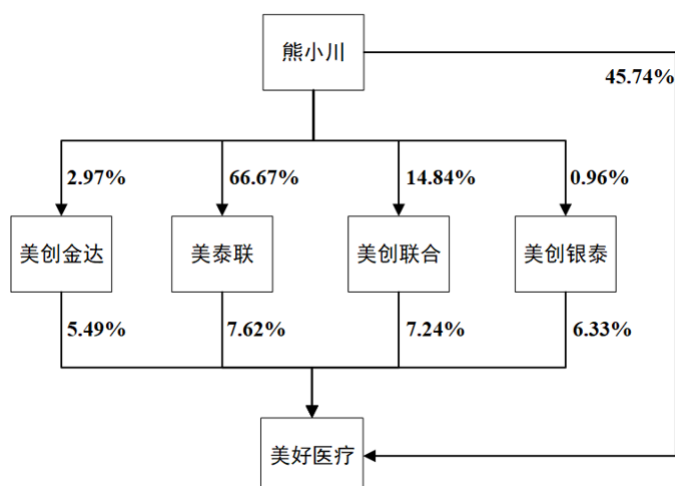 熊小川
45.74%
2.97%
66.67%
14.84%
0.96%
美创金达
美泰联
美创联合
美创银泰
5.49%
7.62%
7.24%
6.33%
美好医疗